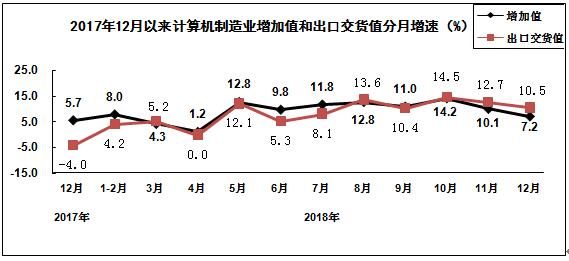 2017年12月以来计算机制造业增加值和出口交货值分月增速（%）
增加值
出口交货值
25.0
15.0
5.0
-5.0
-15.0
5.7 8.0 4.3 1.2 12.8 9.8 11.8 12.8 11.0 14.2 10.1 7.2
-4.0 4.2 5.2 0.0 12.1 5.3 8.1 13.6 10.4 14.5 12.7 10.5
12月 1-2月 3月 4月 5月 6月 7月 8月 9月 10月 11月 12月
2017年 2018年